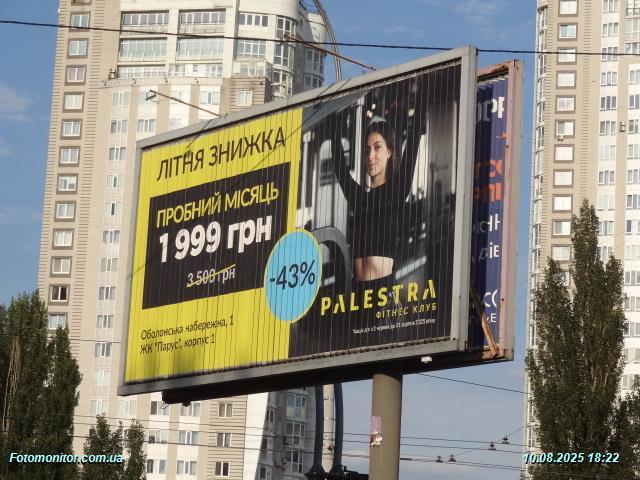 ЛІТНЯ ЗНИЖКА
ПРОБНИЙ МІСЯЦЬ
1 999 грн
3 500 грн
-43%
PALESTRA
ФІТНЕС КЛУБ
Оболонська набережна, 1
ЖК "Парус", корпус 1
Fotomonitor.com.ua
10.08.2025 18:22